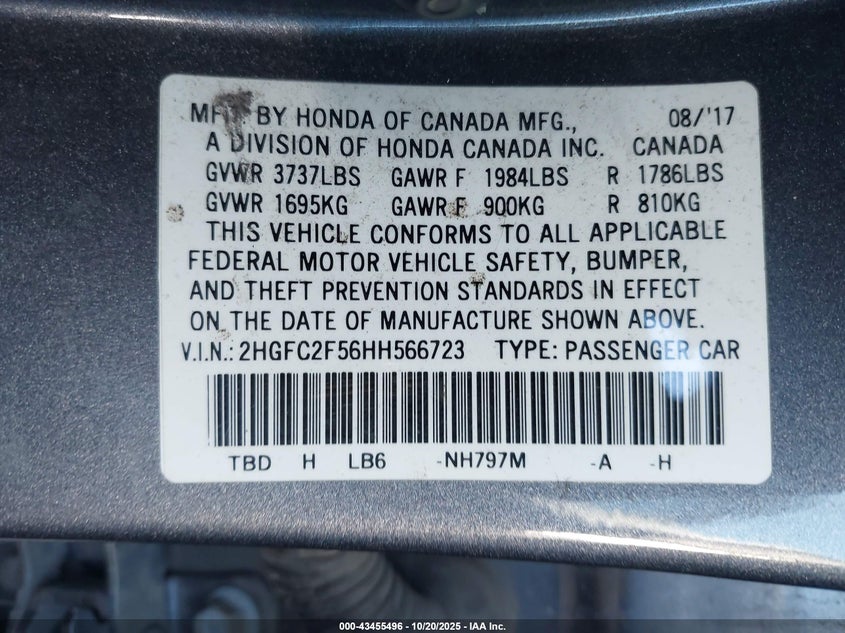 MFD BY HONDA OF CANADA MFG., 08/'17
A DIVISION OF HONDA CANADA INC. CANADA
GVWR 3737LBS GAWR F 1984LBS R 1786LBS
GVWR 1695KG GAWR F 900KG R 810KG
THIS VEHICLE CONFORMS TO ALL APPLICABLE
FEDERAL MOTOR VEHICLE SAFETY, BUMPER,
AND THEFT PREVENTION STANDARDS IN EFFECT
ON THE DATE OF MANUFACTURE SHOWN ABOVE.
V.I.N.: 2HGFC2F56HH566723 TYPE: PASSENGER CAR
TBD H LB6 -NH797M -A -H
000-43455496 - 10/20/2025 - IAA Inc.